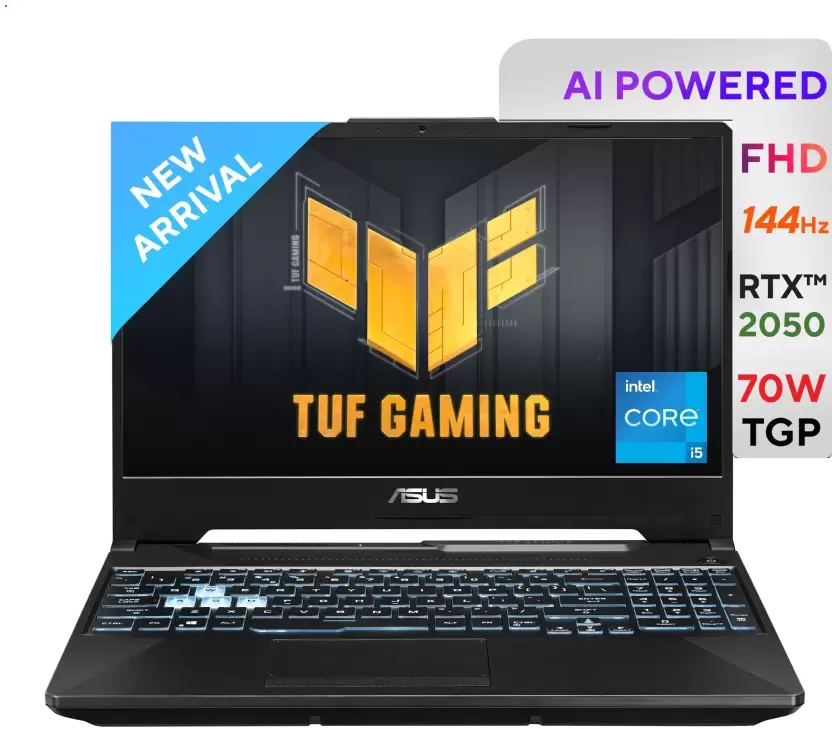 AI POWERED
NEW
ARRIVAL
FHD
144Hz
RTX™
2050
70W
TGP
TUF GAMING
TUF GAMING
intel.
CORE
i5
ASUS